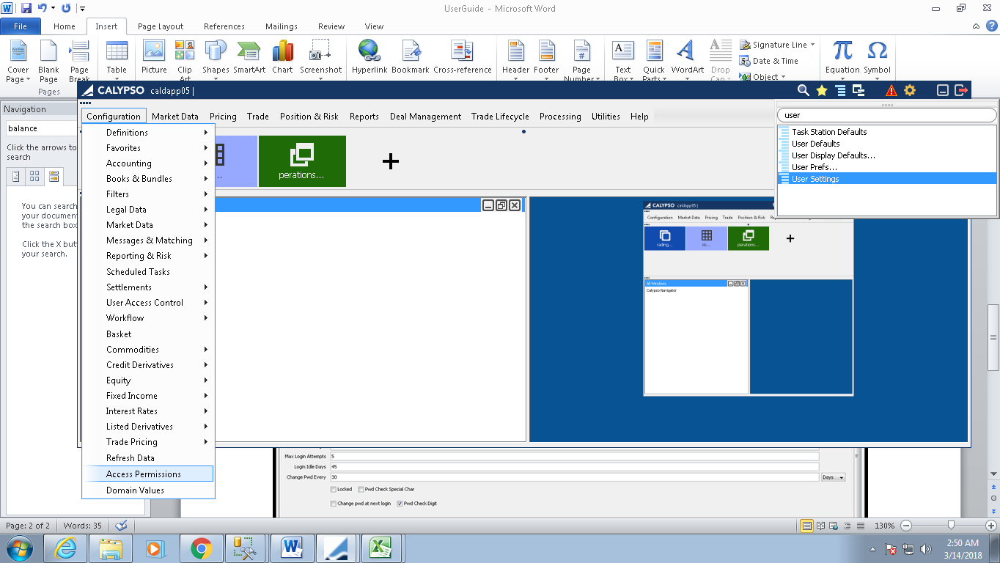 UserGuide - Microsoft Word
File Home Insert Page Layout References Mailings Review View
Cover Page Blank Page Page Break
Table
Picture Clip Art Shapes SmartArt Chart Screenshot
Hyperlink Bookmark Cross-reference
Header Footer Page Number
Text Box Quick Parts WordArt Drop Cap
Signature Line
Date & Time
Object
Equation Symbol
Pages
Navigation
balance
Click the arrows to
search
You can search
your document
the search box
Click the X butt
your search.
CALYPSO caldapp05 |
Configuration Market Data Pricing Trade Position & Risk Reports Deal Management Trade Lifecycle Processing Utilities Help
Definitions
Favorites
Accounting
Books & Bundles
Filters
Legal Data
Market Data
Messages & Matching
Reporting & Risk
Scheduled Tasks
Settlements
User Access Control
Workflow
Basket
Commodities
Credit Derivatives
Equity
Fixed Income
Interest Rates
Listed Derivatives
Trade Pricing
Refresh Data
Access Permissions
Domain Values
perations...
user
Task Station Defaults
User Defaults
User Display Defaults...
User Prefs...
User Settings
CALYPSO caldapp05 |
Configuration Market Data Pricing Trade Position & Risk
rading... perations...
All Windows
Calypso Navigator
Max Login Attempts 5
Login Idle Days 45
Change Pwd Every 30 Days
Locked Pwd Check Special Char
Change pwd at next login Pwd Check Digit
Page: 2 of 2 Words: 35 130%
2:50 AM
3/14/2018